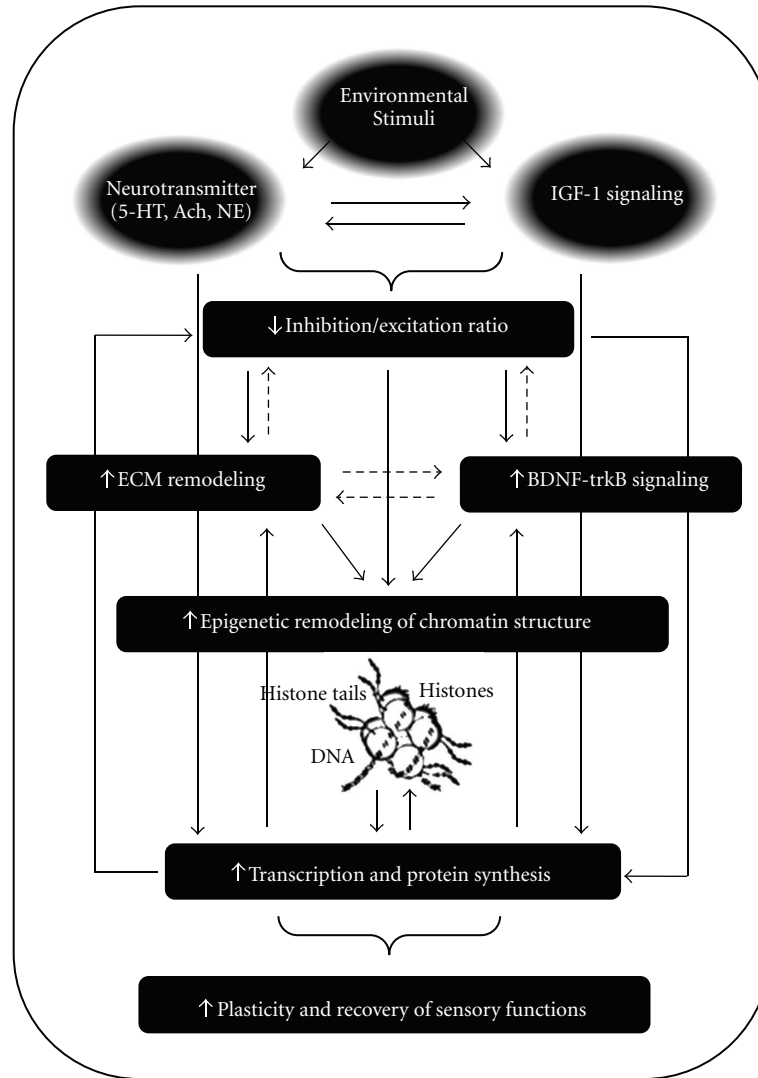 Environmental
Stimuli
Neurotransmitter
(5-HT, Ach, NE)
IGF-1 signaling
↓ Inhibition/excitation ratio
↑ ECM remodeling
↑ BDNF-trkB signaling
↑ Epigenetic remodeling of chromatin structure
Histone tails
Histones
DNA
↑ Transcription and protein synthesis
↑ Plasticity and recovery of sensory functions